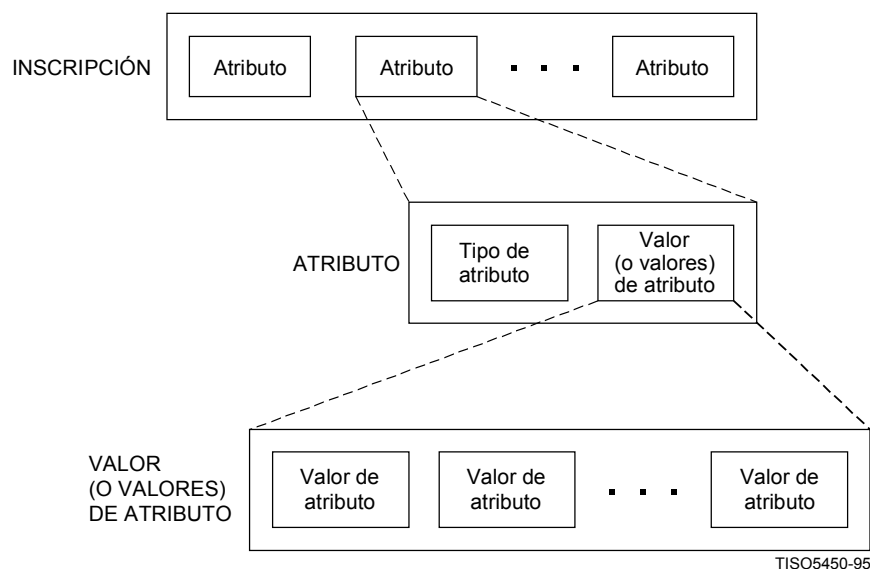 INSCRIPCIÓN
Atributo
Atributo
. . .
Atributo
ATRIBUTO
Tipo de
atributo
Valor
(o valores)
de atributo
VALOR
(O VALORES)
DE ATRIBUTO
Valor de
atributo
Valor de
atributo
. . .
Valor de
atributo
TISO5450-95